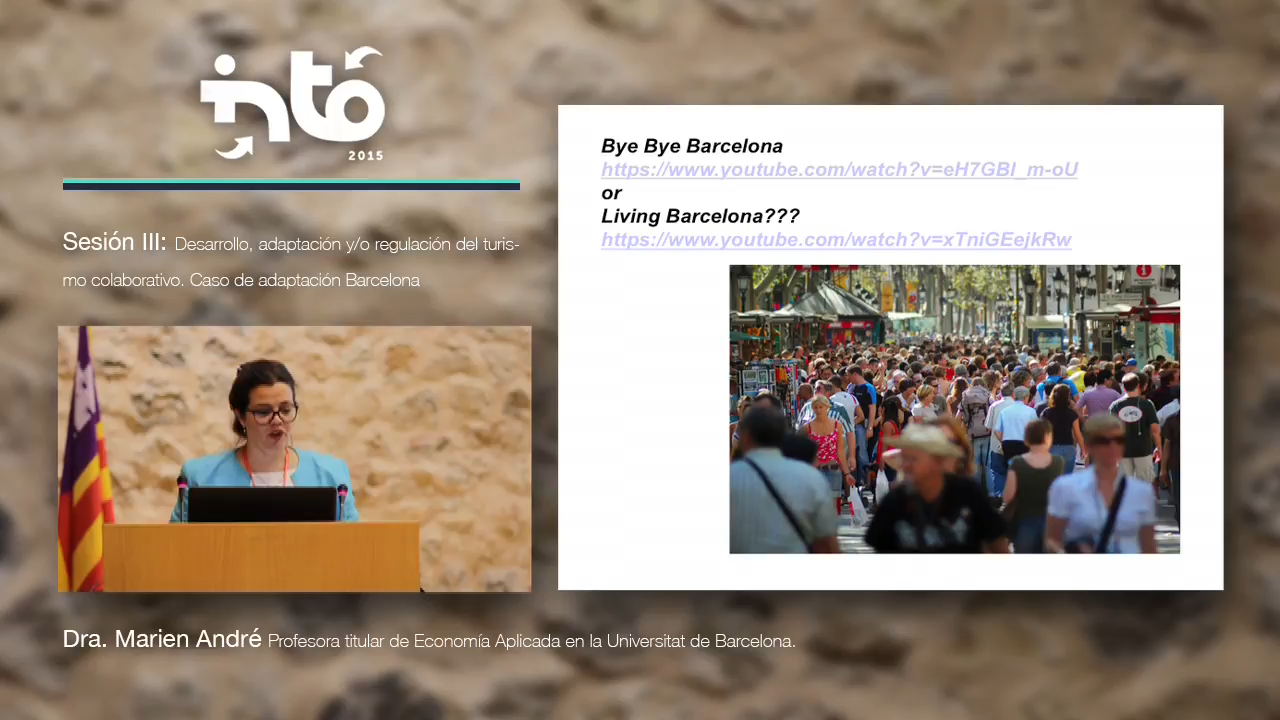 into
2015
Sesión III: Desarrollo, adaptación y/o regulación del turis-
mo colaborativo. Caso de adaptación Barcelona
Bye Bye Barcelona
https://www.youtube.com/watch?v=eH7GBl_m-oU
or
Living Barcelona???
https://www.youtube.com/watch?v=xTniGEejkRw
i
Dra. Marien André Profesora titular de Economía Aplicada en la Universitat de Barcelona.